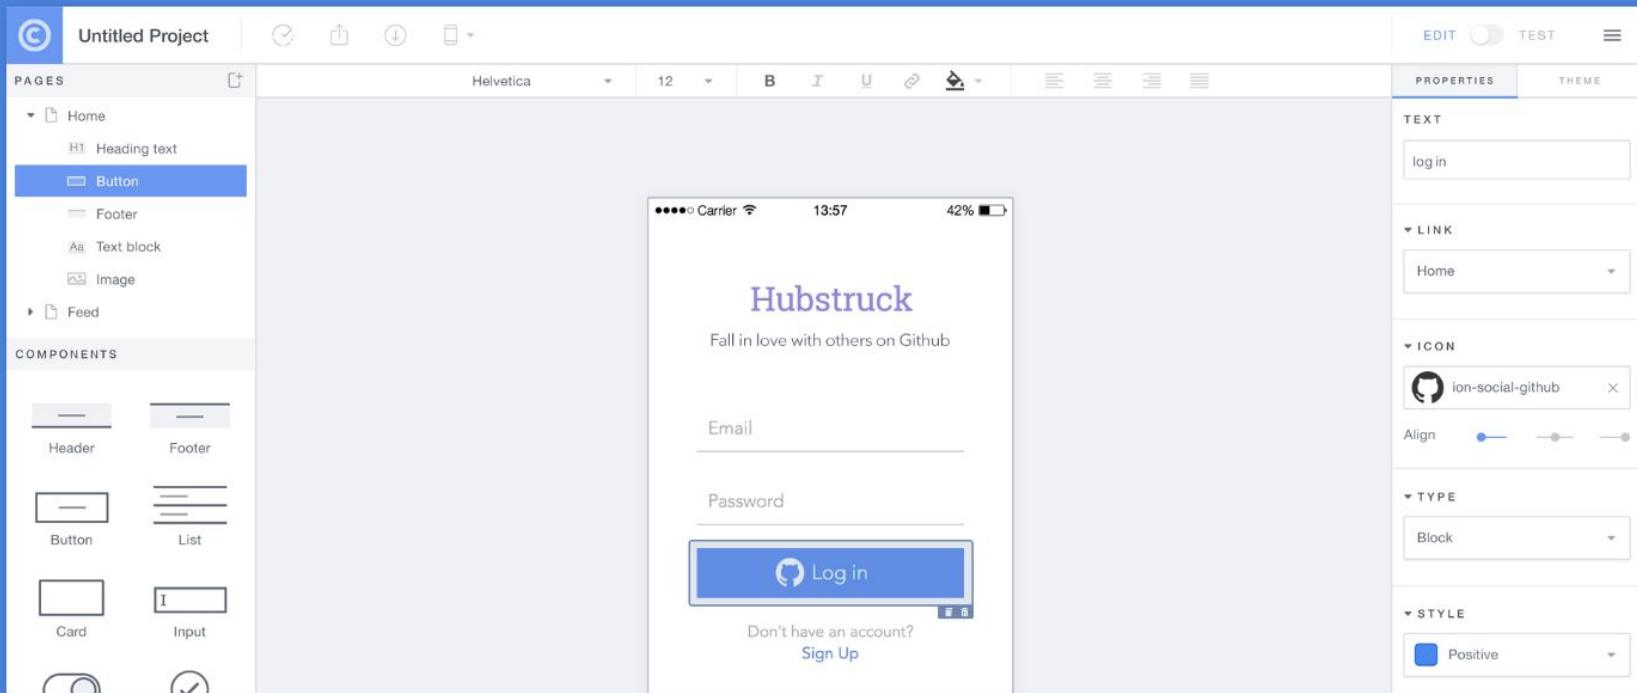 Untitled Project
EDIT TEST
PAGES
Helvetica 12 B I U
PROPERTIES THEME
Home
H1 Heading text
Button
Footer
Aa Text block
Image
Feed
COMPONENTS
Header Footer
Button List
Card I Input
Carrier 13:57 42%
Hubstruck
Fall in love with others on Github
Email
Password
Log in
Don't have an account?
Sign Up
TEXT
log in
LINK
Home
ICON
ion-social-github
Align
TYPE
Block
STYLE
Positive